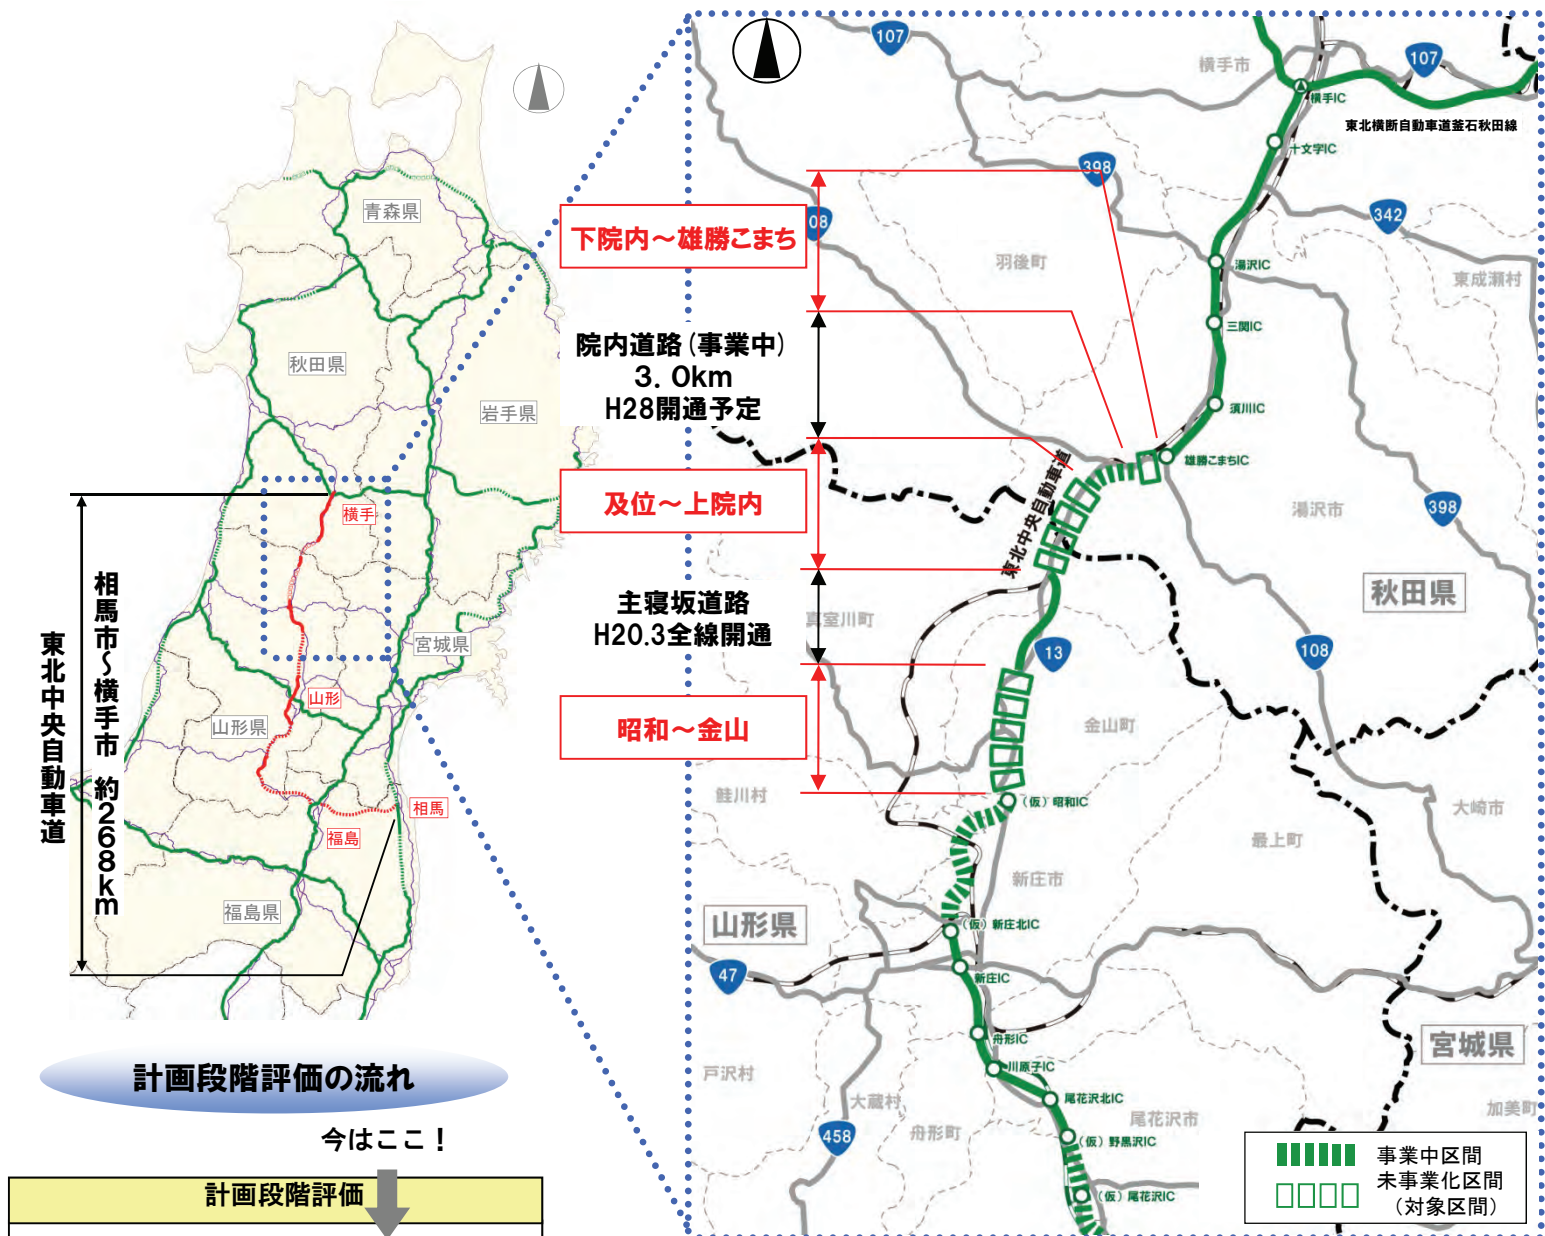 青森県
秋田県
岩手県
横手
宮城県
山形
山形県
相馬
福島
福島県
東北中央自動車道
相馬市～横手市 約268km
計画段階評価の流れ
今はここ！
計画段階評価
下院内～雄勝こまち
院内道路(事業中)
3.0km
H28開通予定
及位～上院内
主寝坂道路
H20.3全線開通
昭和～金山
107
横手市
107
横手IC
東北横断自動車道釜石秋田線
十文字IC
398
342
08
羽後町
湯沢IC
東成瀬村
三関IC
須川IC
雄勝こまちIC
東北中央自動車道
湯沢市
398
秋田県
真室川町
13
108
金山町
鮭川村
(仮)昭和IC
大崎市
最上町
新庄市
山形県
(仮)新庄北IC
47
新庄IC
舟形IC
宮城県
戸沢村
川原子IC
大蔵村
尾花沢北IC
尾花沢市
加美町
458
舟形町
(仮)野黒沢IC
(仮)尾花沢IC
事業中区間
未事業化区間
(対象区間)